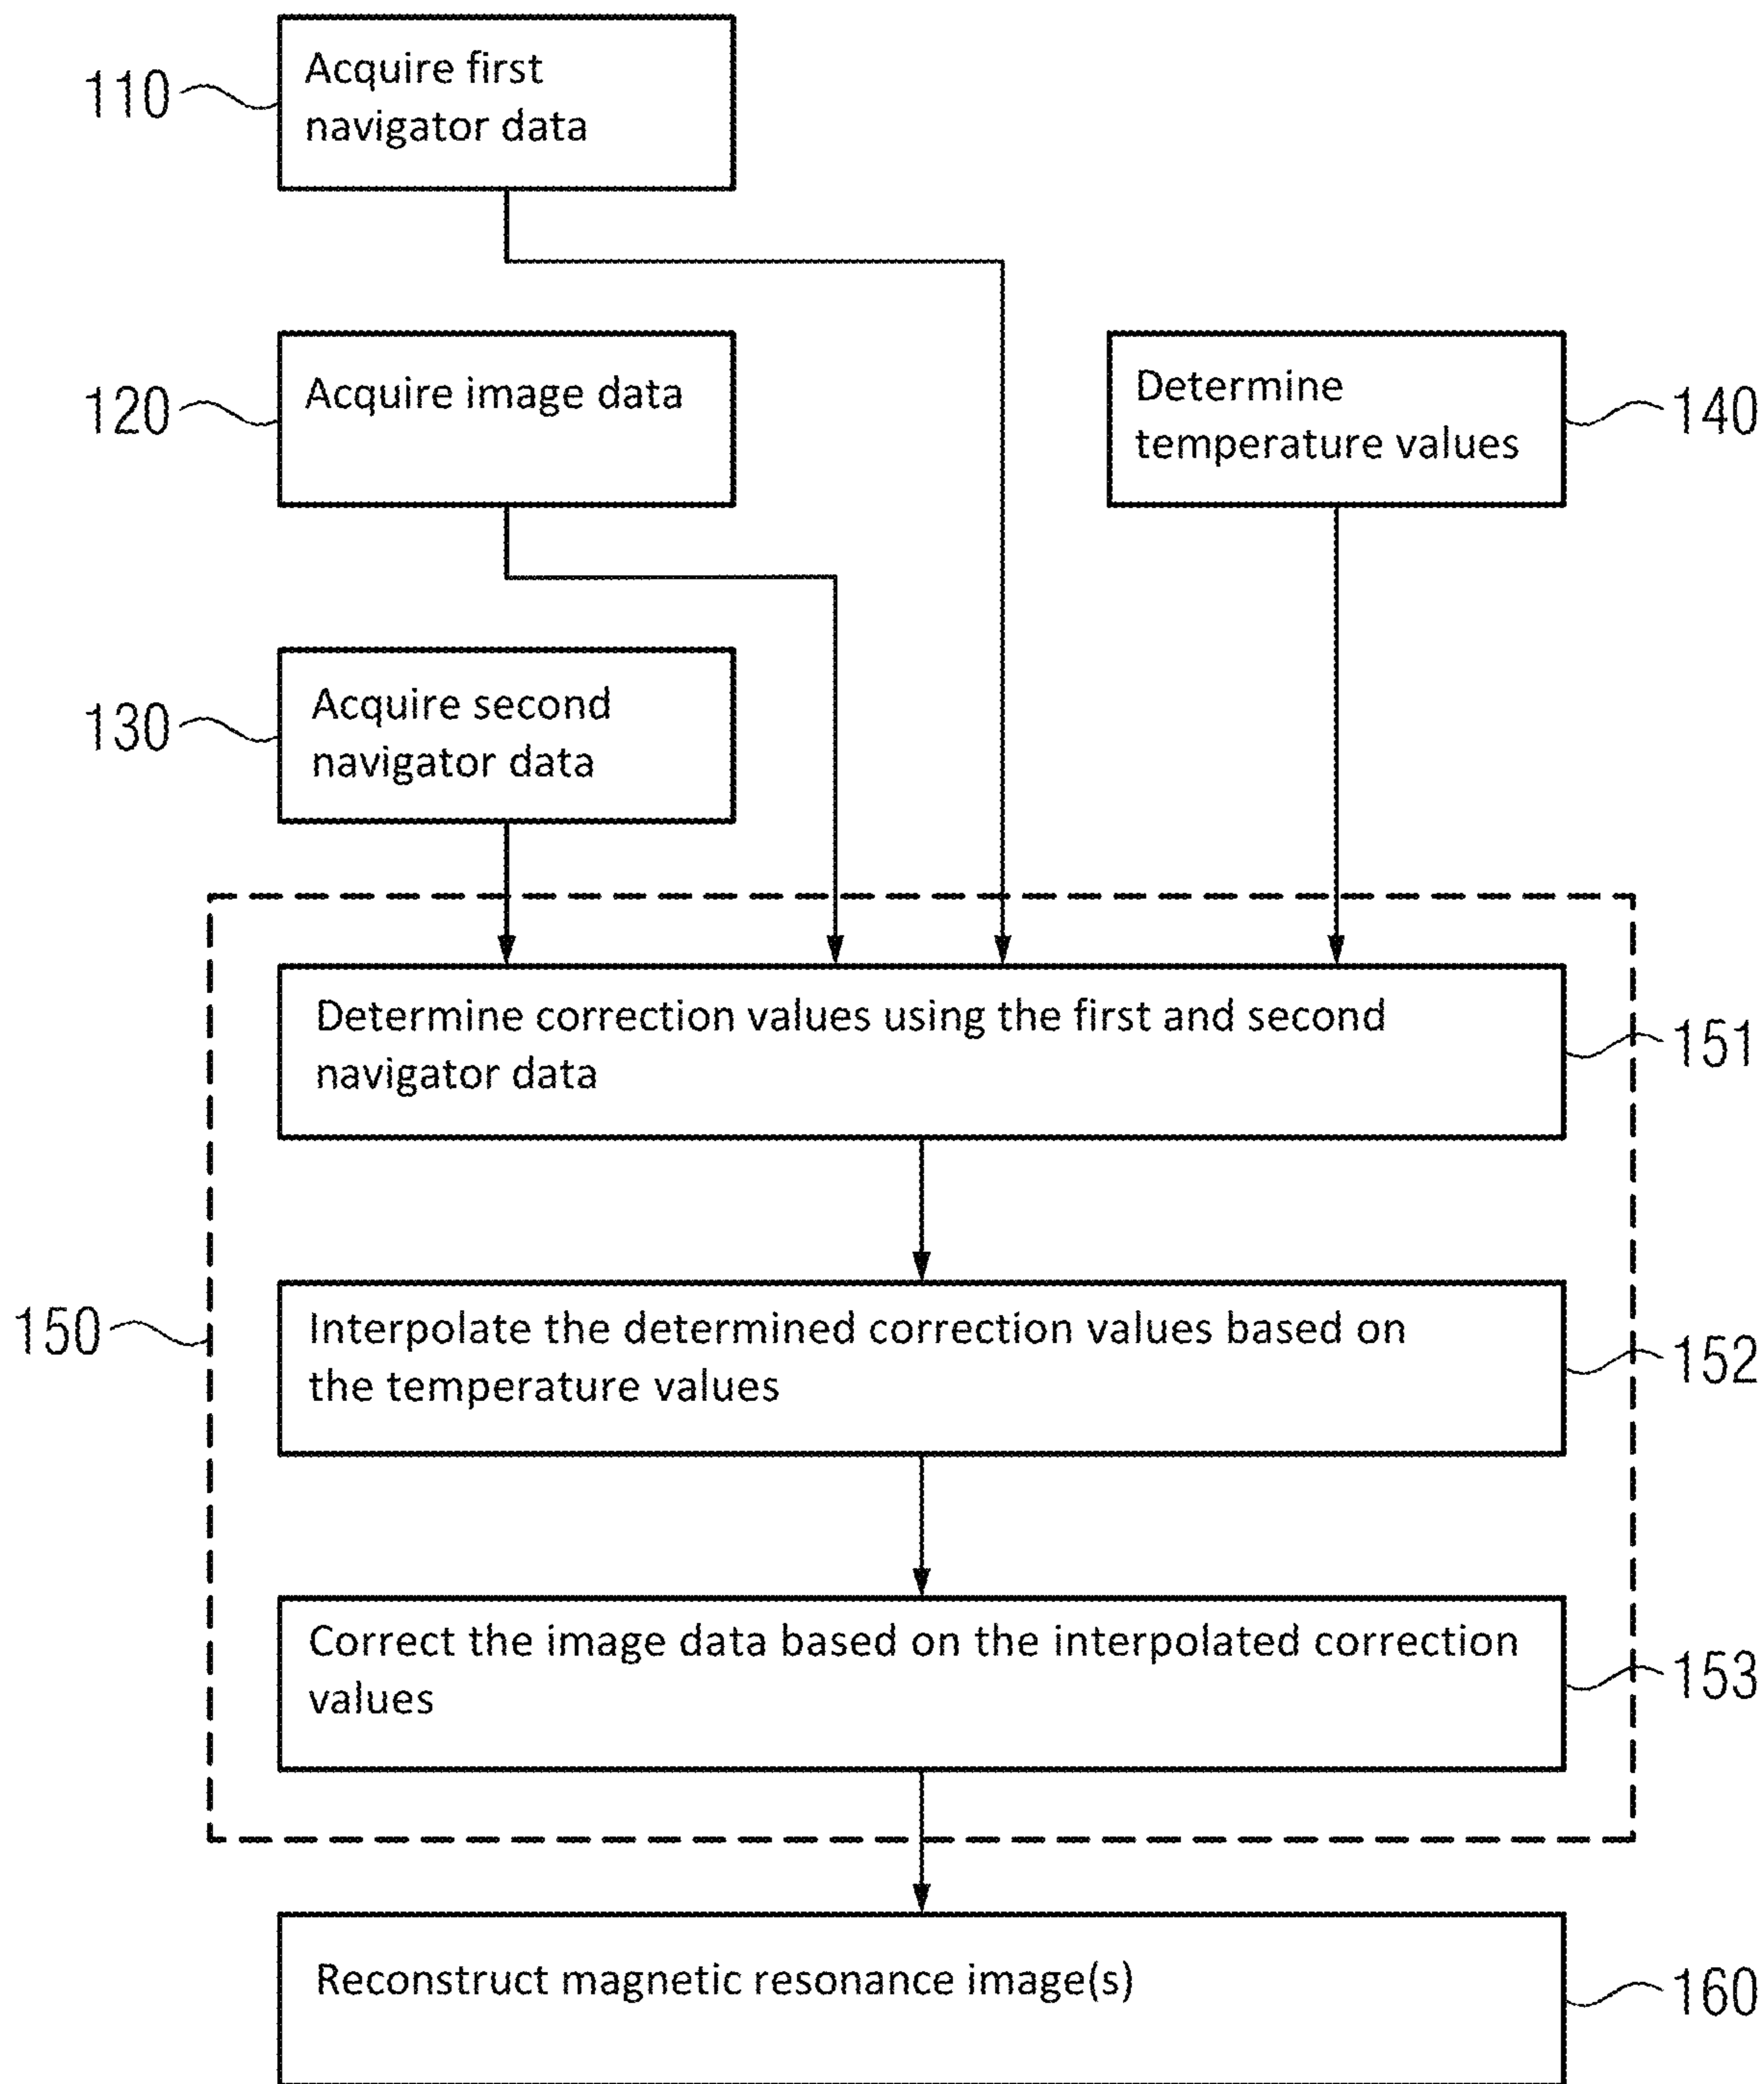 110
Acquire first
navigator data
120
Acquire image data
Determine
temperature values
140
130
Acquire second
navigator data
Determine correction values using the first and second
navigator data
151
150
Interpolate the determined correction values based on
the temperature values
152
Correct the image data based on the interpolated correction
values
153
Reconstruct magnetic resonance image(s)
160